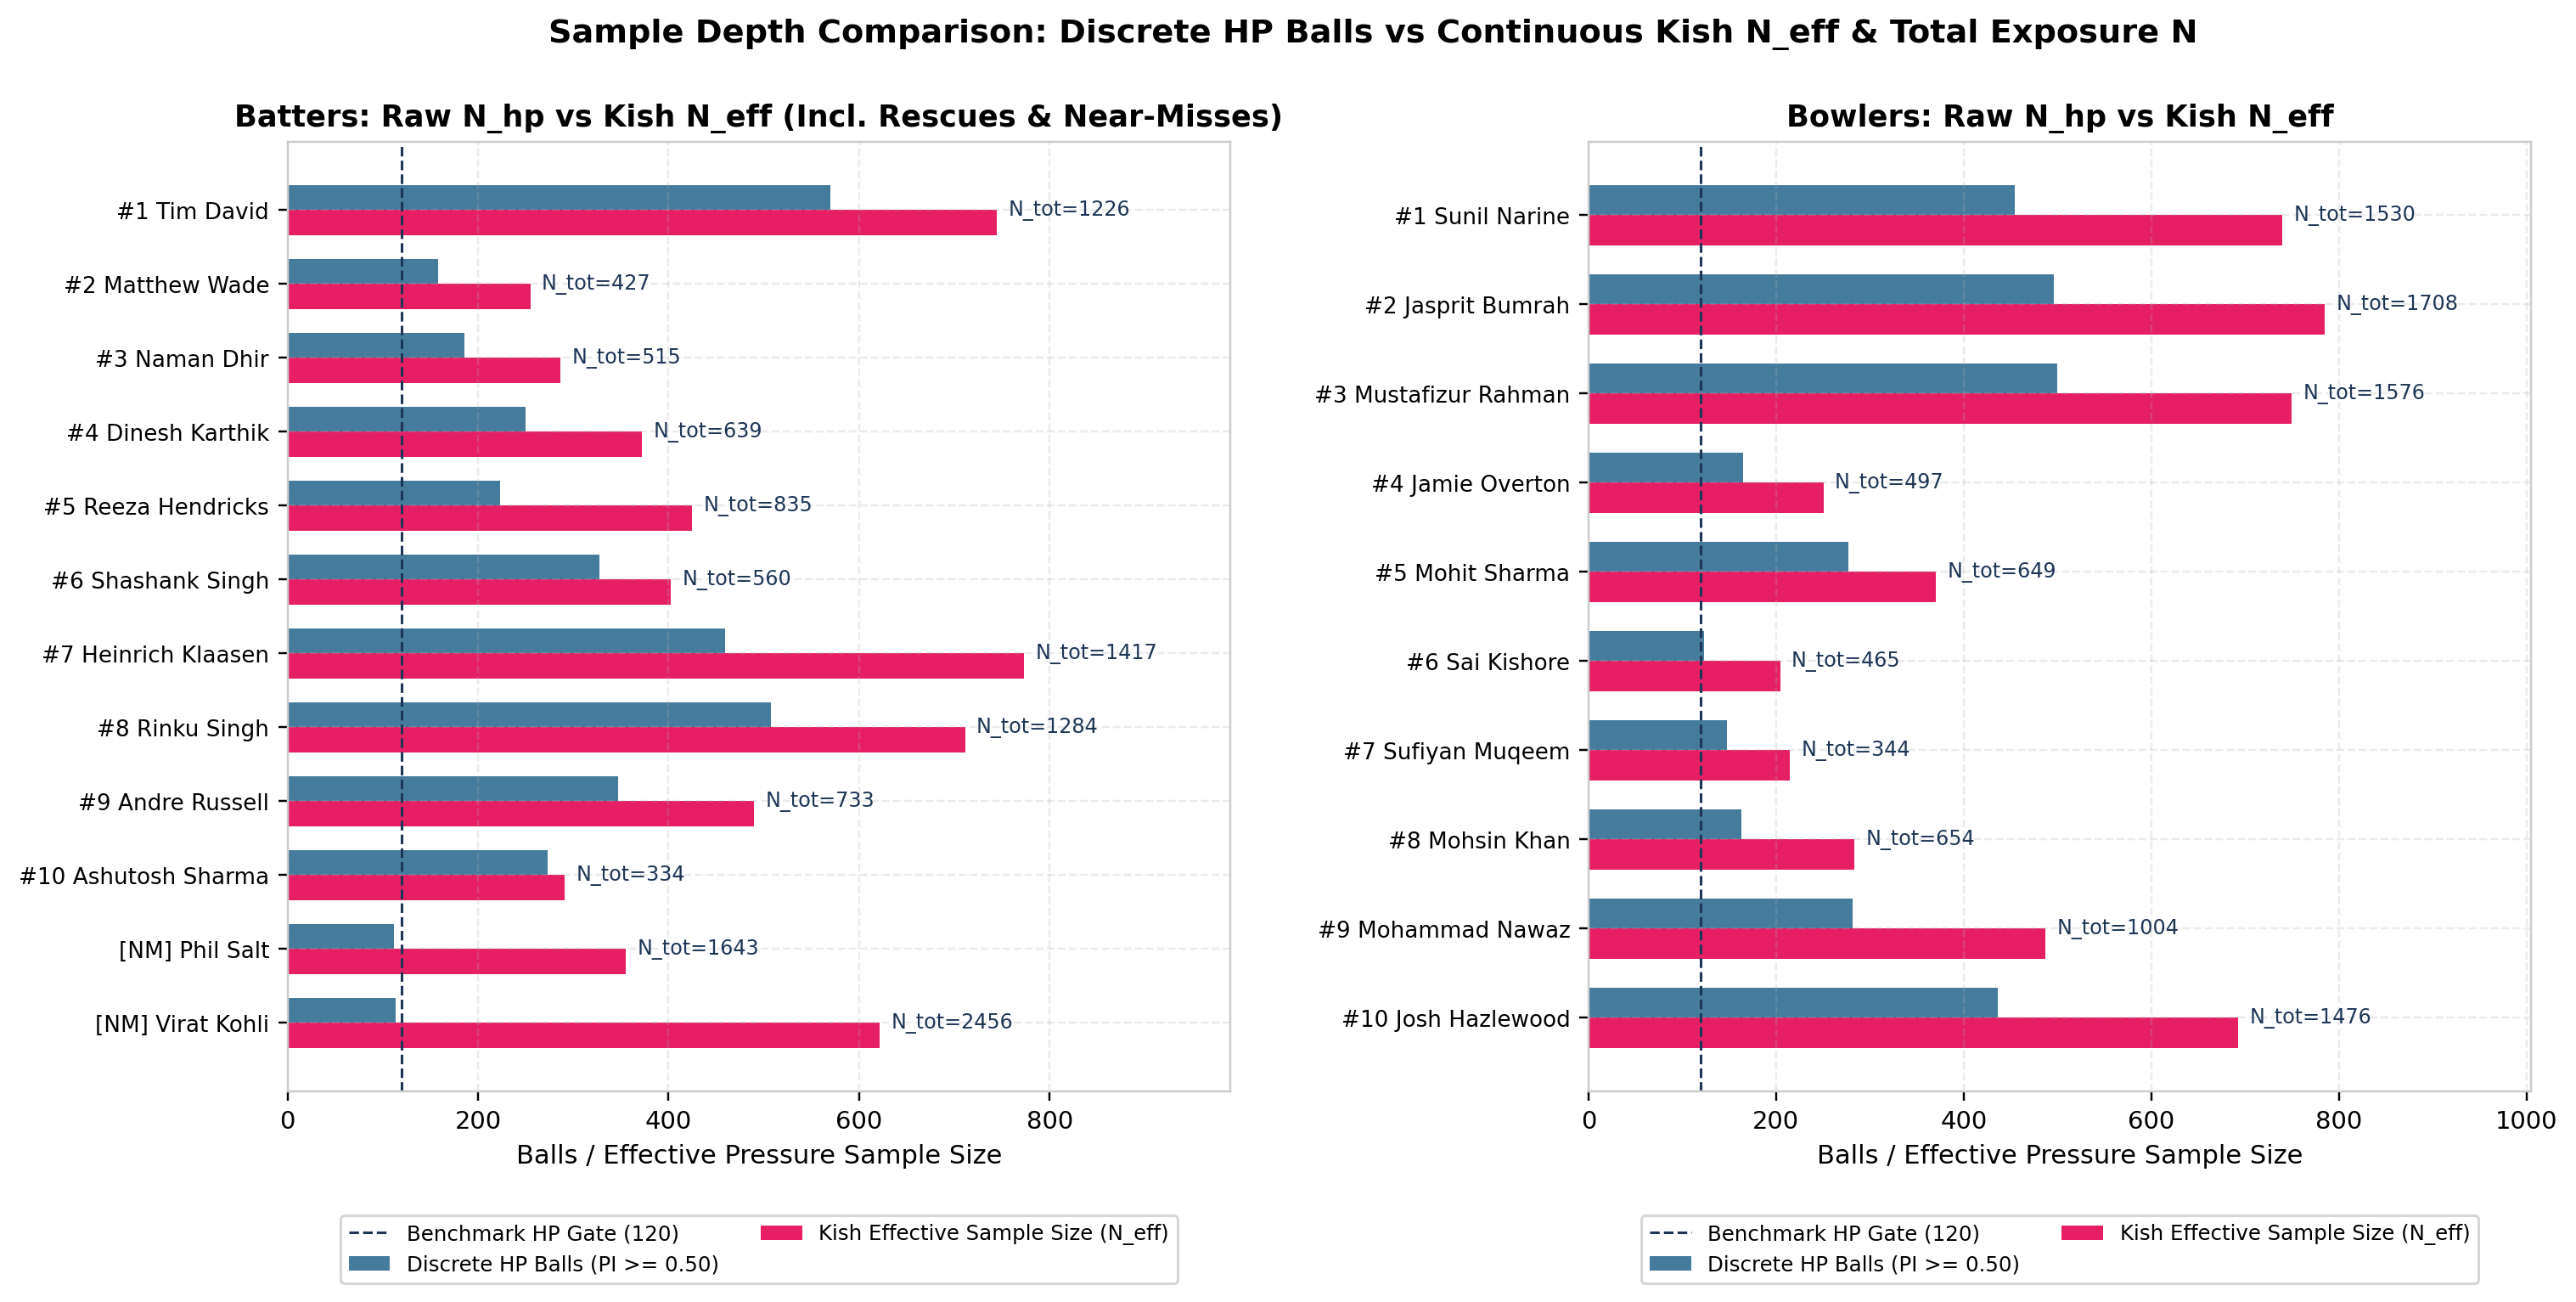 Sample Depth Comparison: Discrete HP Balls vs Continuous Kish N_eff & Total Exposure N
Batters: Raw N_hp vs Kish N_eff (Incl. Rescues & Near-Misses)
#1 Tim David
N_tot=1226
#2 Matthew Wade
N_tot=427
#3 Naman Dhir
N_tot=515
#4 Dinesh Karthik
N_tot=639
#5 Reeza Hendricks
N_tot=835
#6 Shashank Singh
N_tot=560
#7 Heinrich Klaasen
N_tot=1417
#8 Rinku Singh
N_tot=1284
#9 Andre Russell
N_tot=733
#10 Ashutosh Sharma
N_tot=334
[NM] Phil Salt
N_tot=1643
[NM] Virat Kohli
N_tot=2456
0 200 400 600 800
Balls / Effective Pressure Sample Size
Benchmark HP Gate (120)
Discrete HP Balls (PI >= 0.50)
Kish Effective Sample Size (N_eff)
Bowlers: Raw N_hp vs Kish N_eff
#1 Sunil Narine
N_tot=1530
#2 Jasprit Bumrah
N_tot=1708
#3 Mustafizur Rahman
N_tot=1576
#4 Jamie Overton
N_tot=497
#5 Mohit Sharma
N_tot=649
#6 Sai Kishore
N_tot=465
#7 Sufiyan Muqeem
N_tot=344
#8 Mohsin Khan
N_tot=654
#9 Mohammad Nawaz
N_tot=1004
#10 Josh Hazlewood
N_tot=1476
0 200 400 600 800 1000
Balls / Effective Pressure Sample Size
Benchmark HP Gate (120)
Discrete HP Balls (PI >= 0.50)
Kish Effective Sample Size (N_eff)